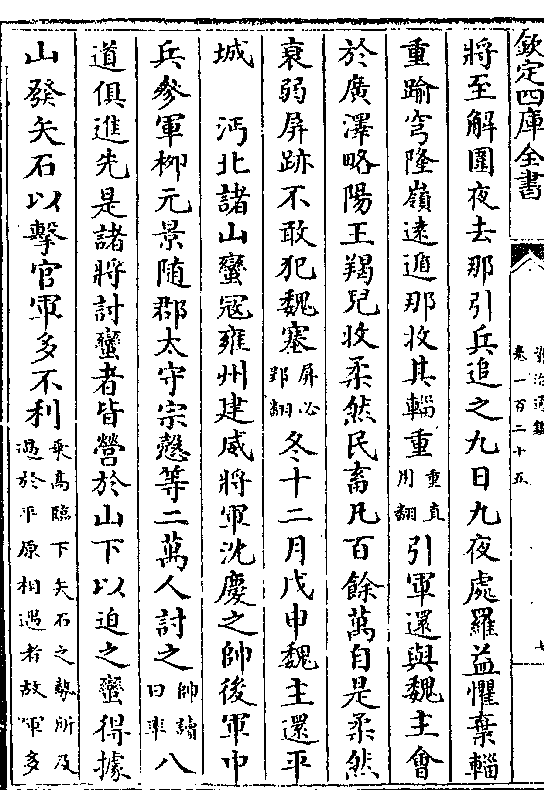 欽定四庫全書
卷一百二十五
將至解圍夜去那引兵追之九日九夜處羅益懼棄輜
重踰穹隆嶺遠遁那收其輜重重直用翻引軍還與魏主會
於廣澤略陽王羯兒收柔然民畜凡百餘萬自是柔然
衰弱屏跡不敢犯魏塞屏必郢翻冬十二月戊申魏主還平
城 沔北諸山蠻寇雍州建威將軍沈慶之帥後軍中
兵參軍柳元景隨郡太守宗慤等二萬人討之帥讀曰率八
道俱進先是諸將討蠻者皆營於山下以迫之蠻得據
山發矢石以擊官軍多不利乘高臨下矢石之勢所及過於平原相遇者故軍多